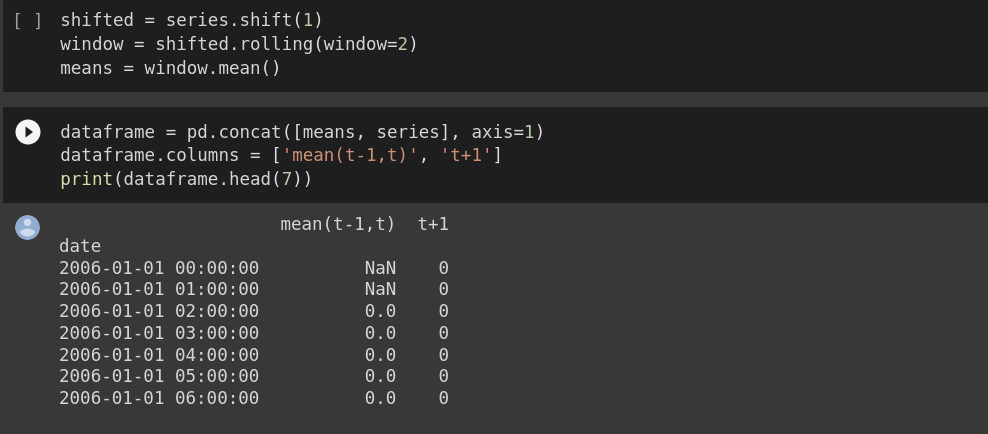 [ ] shifted = series.shift(1)
window = shifted.rolling(window=2)
means = window.mean()
dataframe = pd.concat([means, series], axis=1)
dataframe.columns = ['mean(t-1,t)', 't+1']
print(dataframe.head(7))
mean(t-1,t) t+1
date
2006-01-01 00:00:00 NaN 0
2006-01-01 01:00:00 NaN 0
2006-01-01 02:00:00 0.0 0
2006-01-01 03:00:00 0.0 0
2006-01-01 04:00:00 0.0 0
2006-01-01 05:00:00 0.0 0
2006-01-01 06:00:00 0.0 0